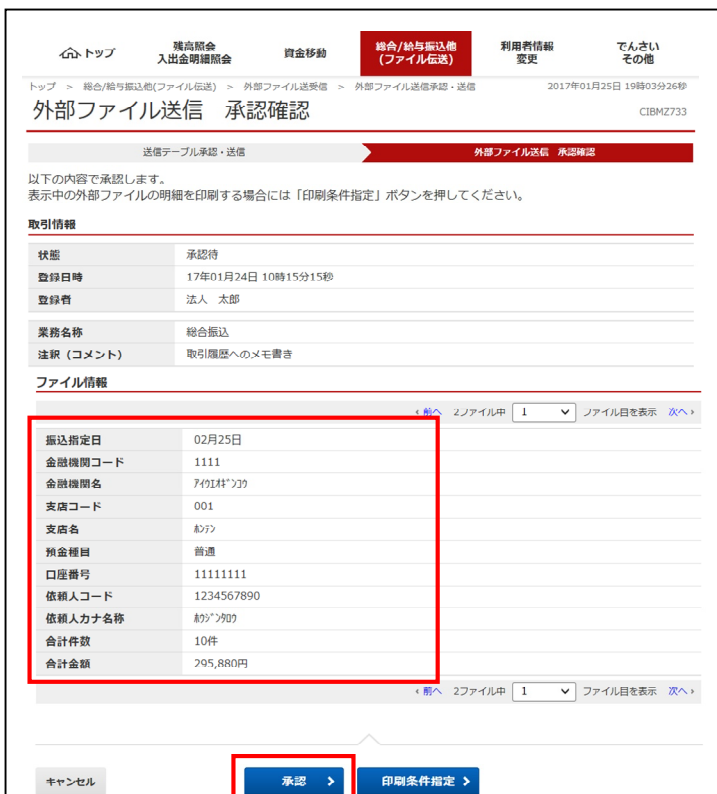 トップ 残高照会 入出金明細照会 資金移動 総合/給与振込他 (ファイル伝送) 利用者情報 変更 でんさい その他
トップ > 総合/給与振込他(ファイル伝送) > 外部ファイル送受信 > 外部ファイル送信承認・送信 2017年01月25日 19時03分26秒
外部ファイル送信 承認確認 CIBMZ733
送信テーブル承認・送信 外部ファイル送信 承認確認
以下の内容で承認します。
表示中の外部ファイルの明細を印刷する場合には「印刷条件指定」ボタンを押してください。
取引情報
状態 承認待
登録日時 17年01月24日 10時15分15秒
登録者 法人 太郎
業務名称 総合振込
注釈（コメント） 取引履歴へのメモ書き
ファイル情報
‹ 前へ 2ファイル中 1 ファイル目を表示 次へ ›
振込指定日 02月25日
金融機関コード 1111
金融機関名 ｱｲｳｴｵｷﾞﾝｺｳ
支店コード 001
支店名 ﾎﾝﾃﾝ
預金種目 普通
口座番号 11111111
依頼人コード 1234567890
依頼人カナ名称 ﾎｳｼﾞﾝﾀﾛｳ
合計件数 10件
合計金額 295,880円
‹ 前へ 2ファイル中 1 ファイル目を表示 次へ ›
キャンセル 承認 印刷条件指定